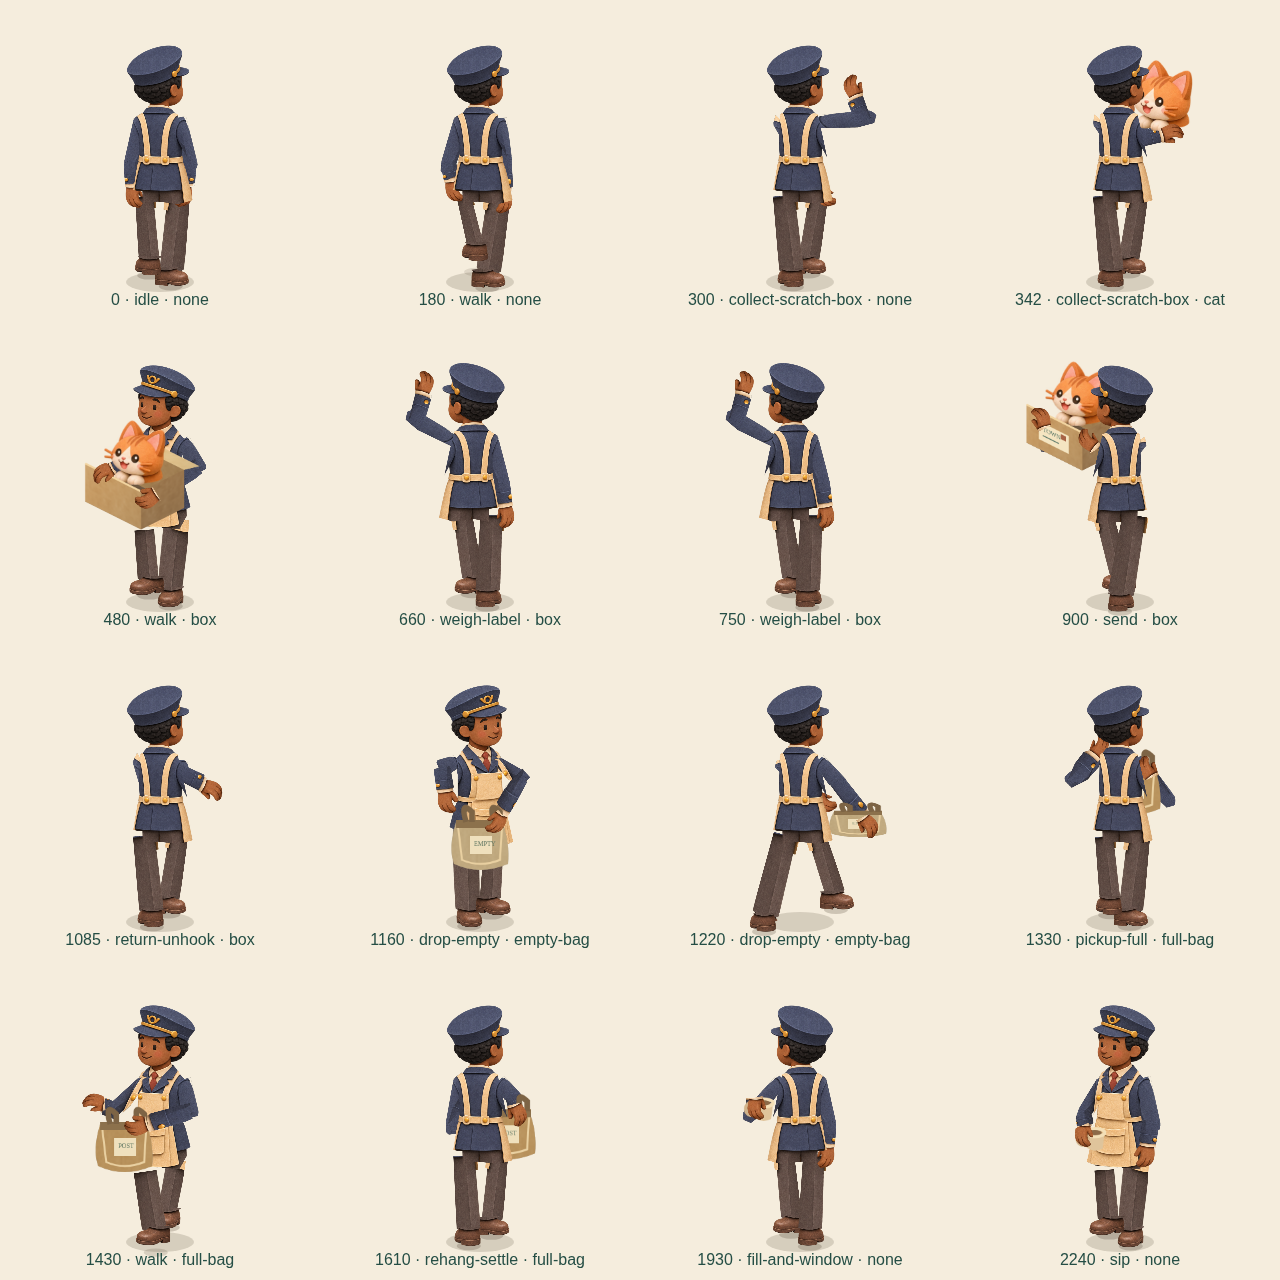 0 · idle · none
180 · walk · none
300 · collect-scratch-box · none
342 · collect-scratch-box · cat
480 · walk · box
660 · weigh-label · box
750 · weigh-label · box
900 · send · box
EMPTY
1085 · return-unhook · box
1160 · drop-empty · empty-bag
1220 · drop-empty · empty-bag
1330 · pickup-full · full-bag
POST
1430 · walk · full-bag
1610 · rehang-settle · full-bag
1930 · fill-and-window · none
2240 · sip · none